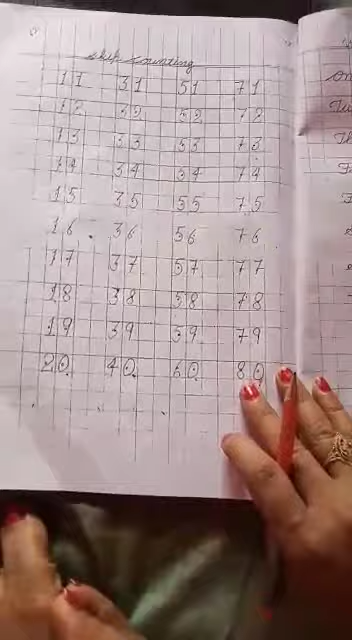 skip counting
11 31 51 71
12 32 52 72
13 33 53 73
14 34 54 74
15 35 55 75
16. 36 56 76
17 37 57 77
18 38 58 78
19 39 59 79
20 40 60 80